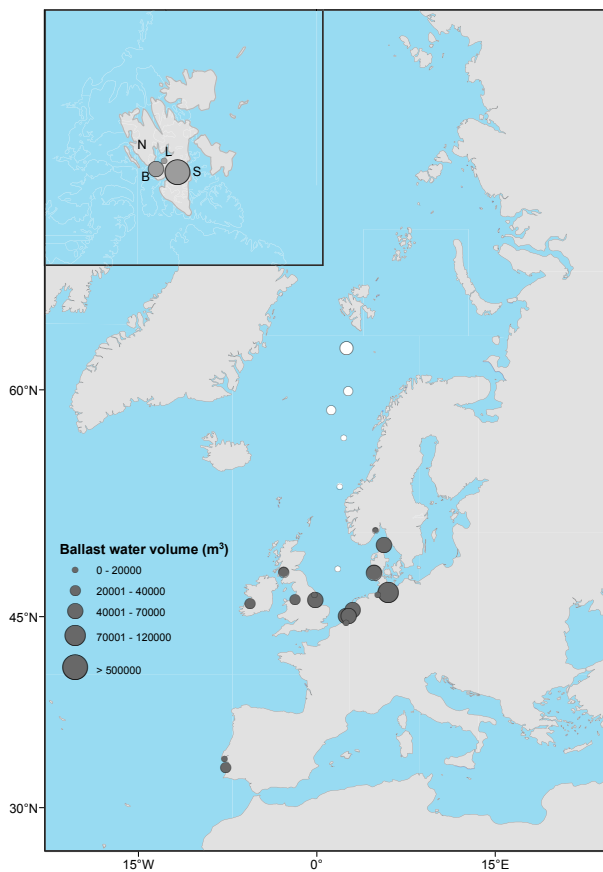 N
L
B
S
60°N
Ballast water volume (m³)
0 - 20000
20001 - 40000
40001 - 70000
70001 - 120000
> 500000
45°N
30°N
15°W
0°
15°E